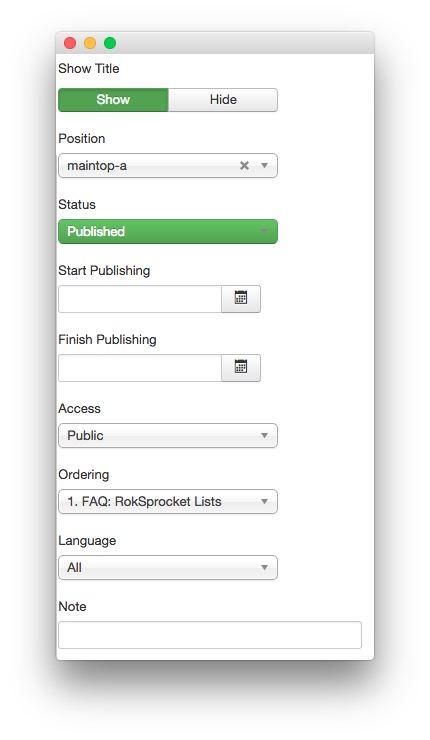 Show Title
Show Hide
Position
maintop-a
Status
Published
Start Publishing
Finish Publishing
Access
Public
Ordering
1. FAQ: RokSprocket Lists
Language
All
Note